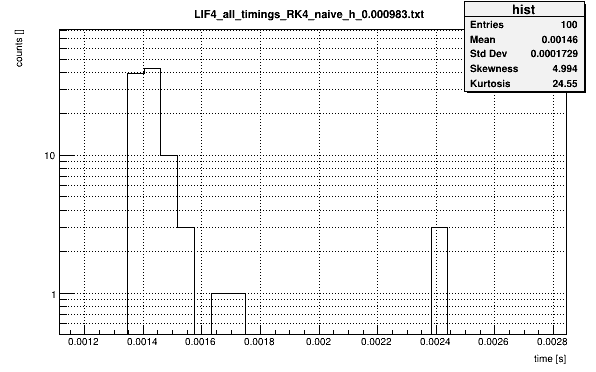 LIF4_all_timings_RK4_naive_h_0.000983.txt
hist
Entries 100
Mean 0.00146
Std Dev 0.0001729
Skewness 4.994
Kurtosis 24.55
counts []
10
1
0.0012 0.0014 0.0016 0.0018 0.002 0.0022 0.0024 0.0026 0.0028
time [s]